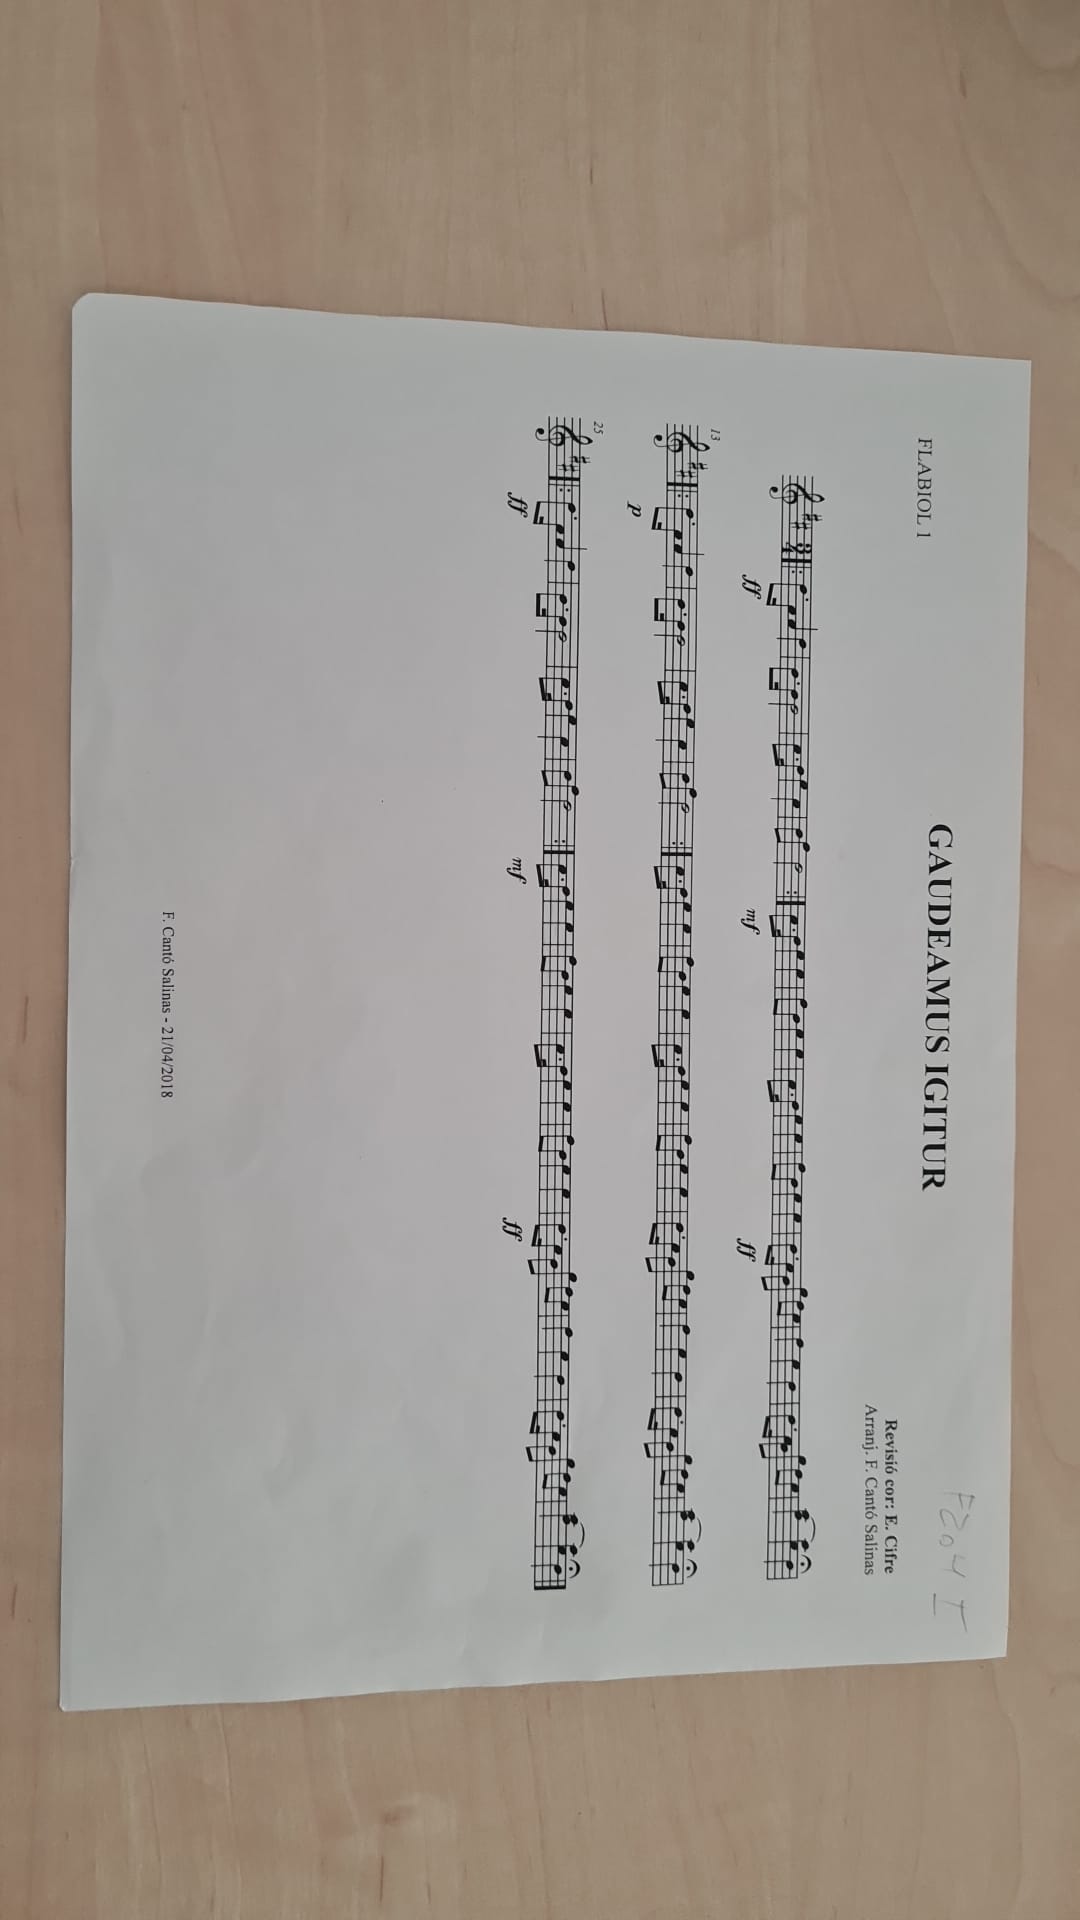 F204 I
GAUDEAMUS IGITUR
FLABIOL 1
Revisió cor: E. Cifre
Arranj. F. Cantó Salinas
3
4
ff mf ff
13
p
25
ff mf ff
F. Cantó Salinas - 21/04/2018